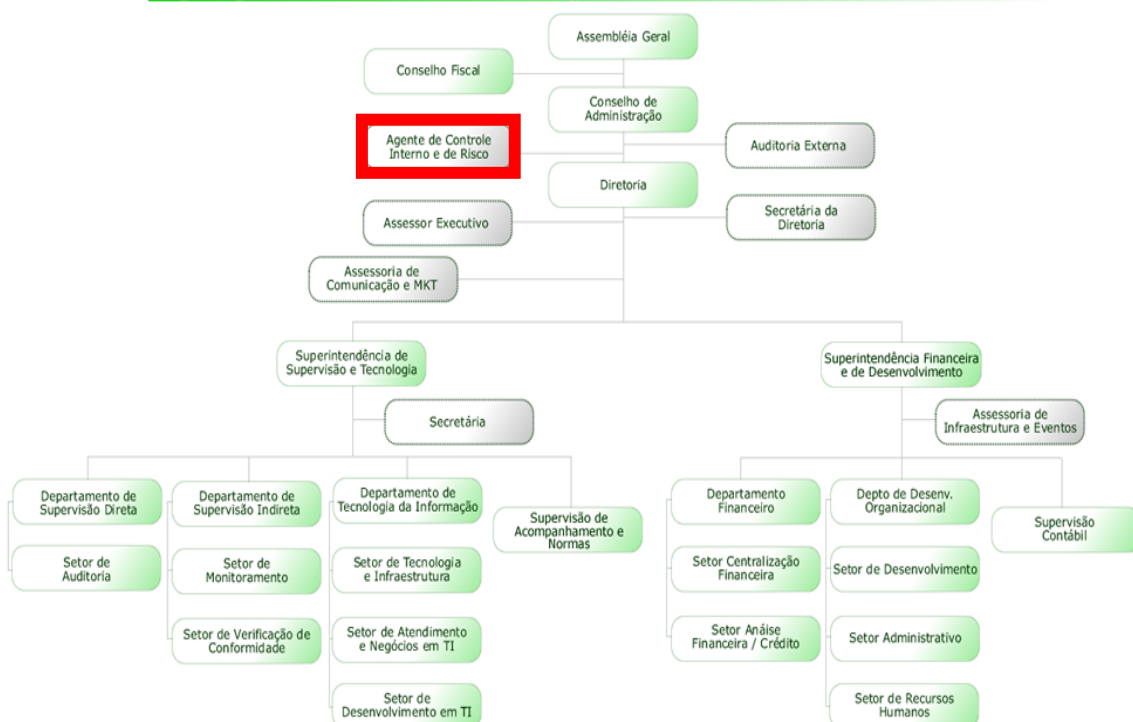 Assembléia Geral
Conselho Fiscal
Conselho de
Administração
Agente de Controle
Interno e de Risco
Auditoria Externa
Diretoria
Assessor Executivo
Secretária da
Diretoria
Assessoria de
Comunicação e MKT
Superintendência de
Supervisão e Tecnologia
Superintendência Financeira
e de Desenvolvimento
Secretária
Assessoria de
Infraestrutura e Eventos
Departamento de
Supervisão Direta
Departamento de
Supervisão Indireta
Departamento de
Tecnologia da Informação
Supervisão de
Acompanhamento e
Normas
Departamento
Financeiro
Depto de Desenv.
Organizacional
Supervisão
Contábil
Setor de
Auditoria
Setor de
Monitoramento
Setor de Tecnologia
e Infraestrutura
Setor Centralização
Financeira
Setor de Desenvolvimento
Setor de Verificação de
Conformidade
Setor de Atendimento
e Negócios em TI
Setor Anáise
Financeira / Crédito
Setor Administrativo
Setor de
Desenvolvimento em TI
Setor de Recursos
Humanos